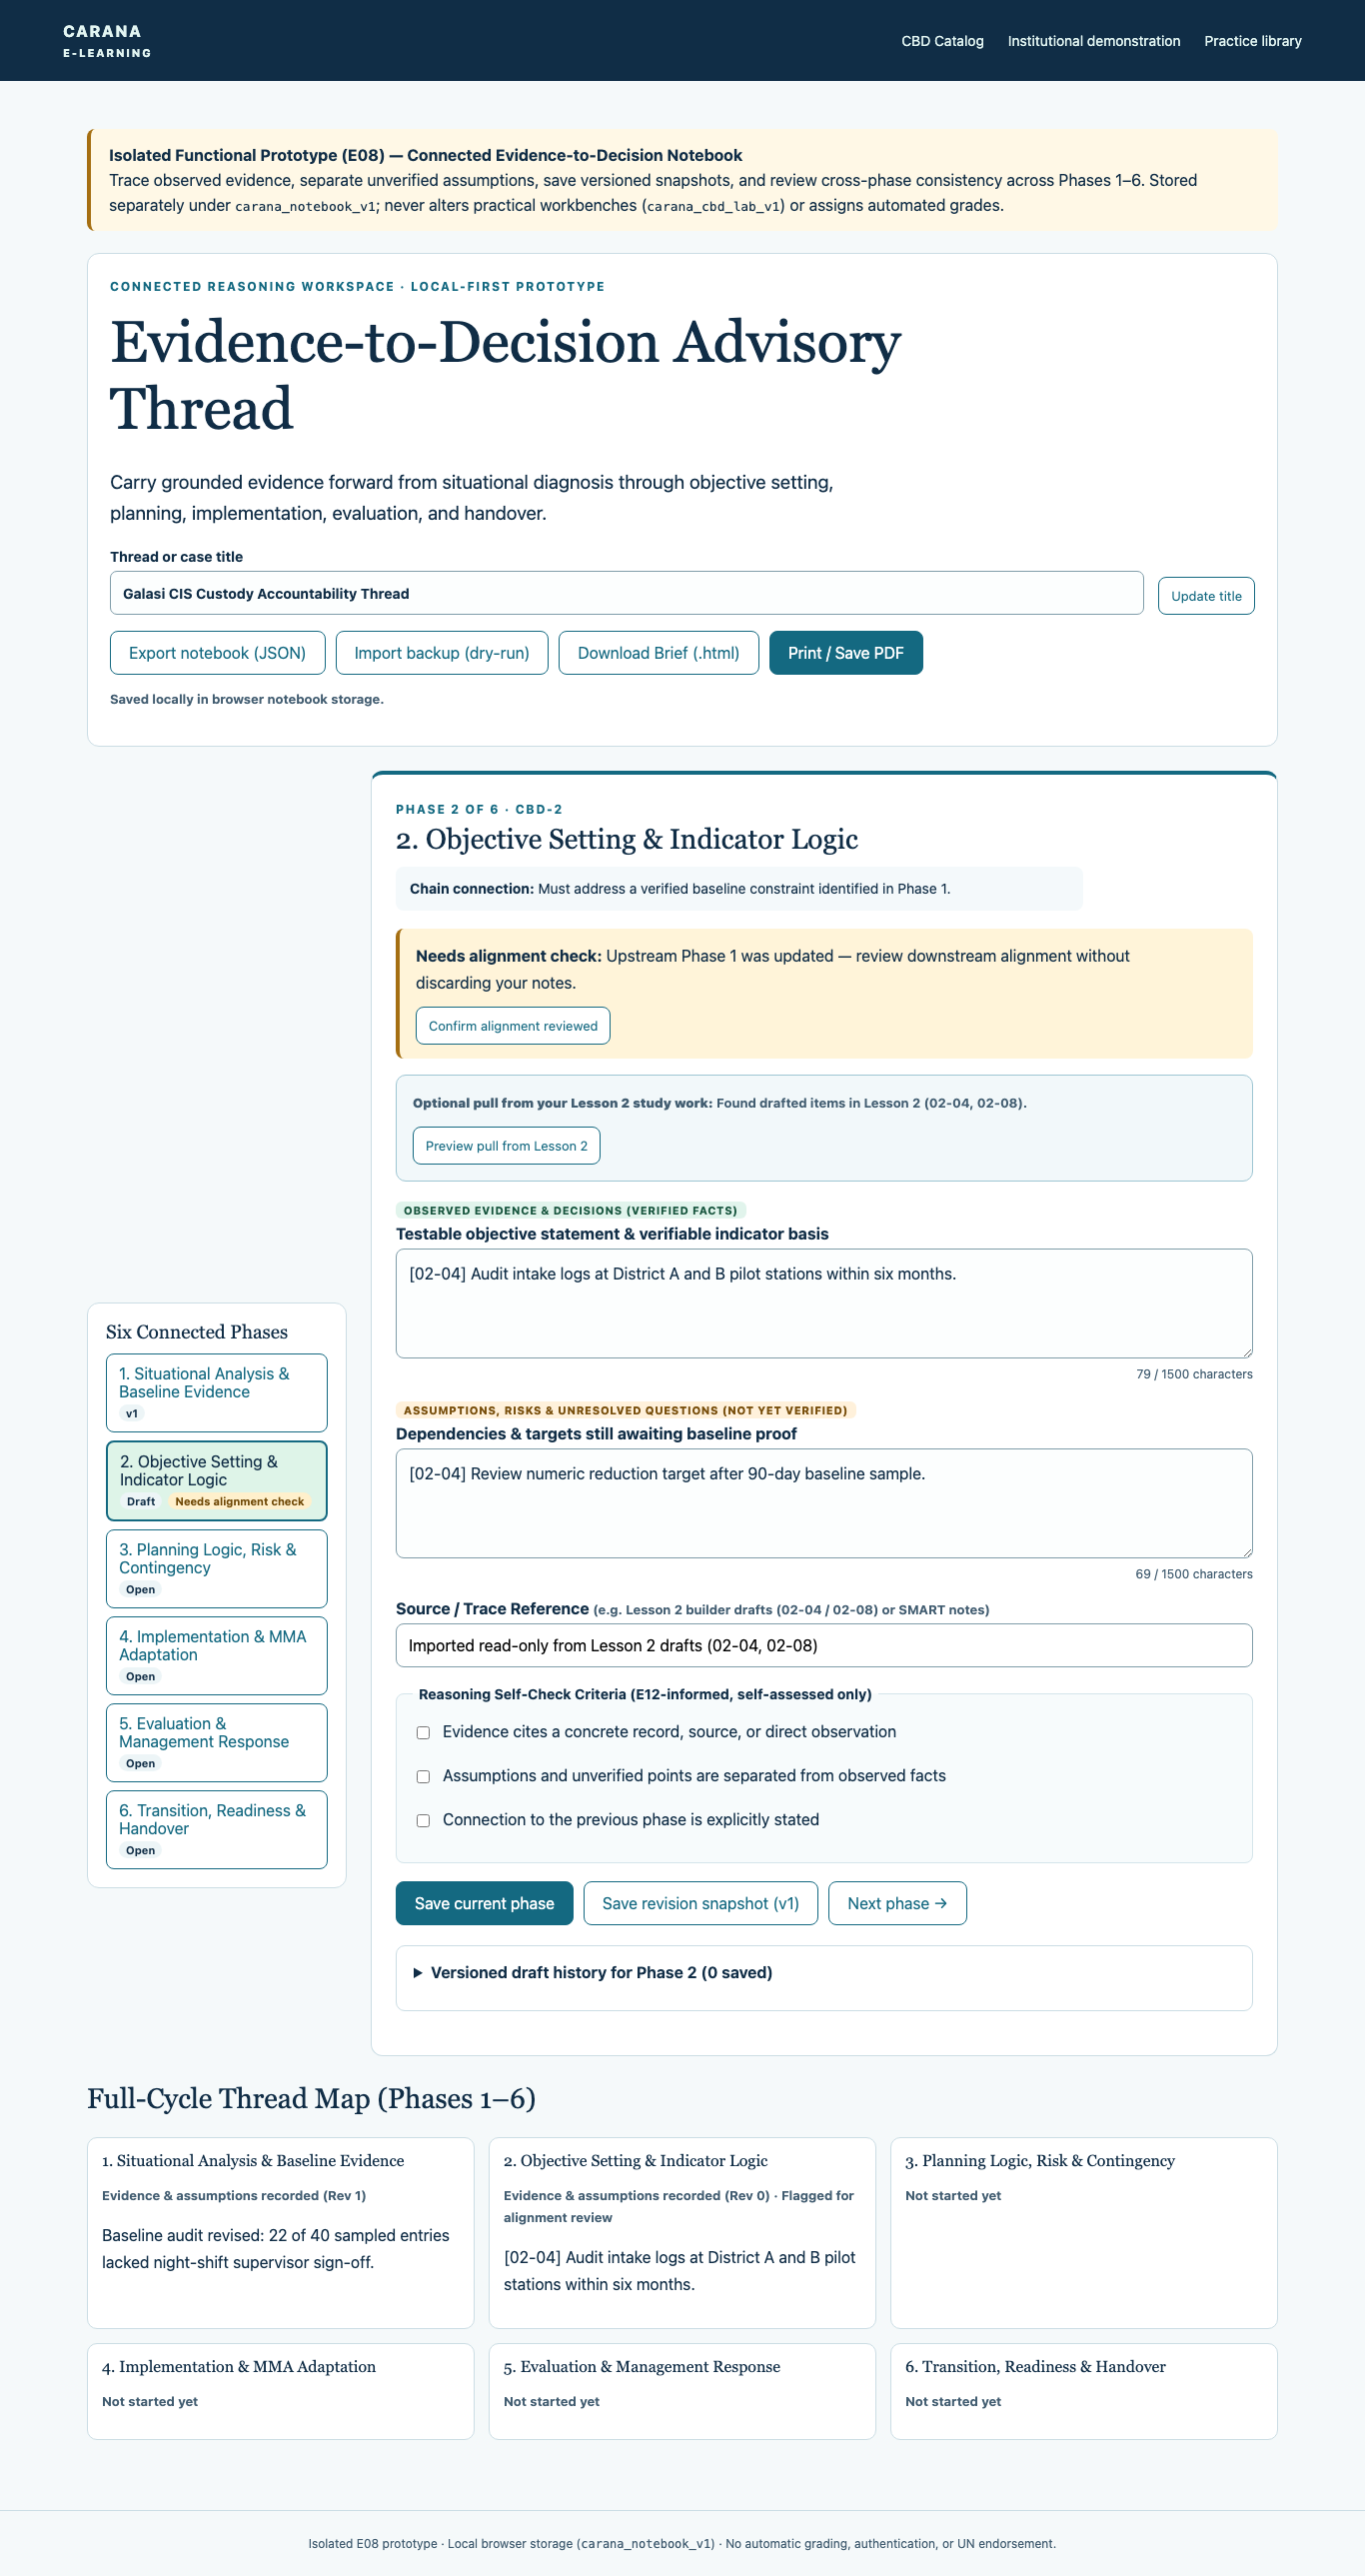 CARANA
E-LEARNING
CBD Catalog
Institutional demonstration
Practice library
Isolated Functional Prototype (E08) — Connected Evidence-to-Decision Notebook
Trace observed evidence, separate unverified assumptions, save versioned snapshots, and review cross-phase consistency across Phases 1–6. Stored
separately under carana_notebook_v1; never alters practical workbenches (carana_cbd_lab_v1) or assigns automated grades.
CONNECTED REASONING WORKSPACE · LOCAL-FIRST PROTOTYPE
Evidence-to-Decision Advisory
Thread
Carry grounded evidence forward from situational diagnosis through objective setting,
planning, implementation, evaluation, and handover.
Thread or case title
Galasi CIS Custody Accountability Thread
Update title
Export notebook (JSON)
Import backup (dry-run)
Download Brief (.html)
Print / Save PDF
Saved locally in browser notebook storage.
Six Connected Phases
1. Situational Analysis &
Baseline Evidence
v1
2. Objective Setting &
Indicator Logic
Draft Needs alignment check
3. Planning Logic, Risk &
Contingency
Open
4. Implementation & MMA
Adaptation
Open
5. Evaluation &
Management Response
Open
6. Transition, Readiness &
Handover
Open
PHASE 2 OF 6 · CBD-2
2. Objective Setting & Indicator Logic
Chain connection: Must address a verified baseline constraint identified in Phase 1.
Needs alignment check: Upstream Phase 1 was updated — review downstream alignment without
discarding your notes.
Confirm alignment reviewed
Optional pull from your Lesson 2 study work: Found drafted items in Lesson 2 (02-04, 02-08).
Preview pull from Lesson 2
OBSERVED EVIDENCE & DECISIONS (VERIFIED FACTS)
Testable objective statement & verifiable indicator basis
[02-04] Audit intake logs at District A and B pilot stations within six months.
79 / 1500 characters
ASSUMPTIONS, RISKS & UNRESOLVED QUESTIONS (NOT YET VERIFIED)
Dependencies & targets still awaiting baseline proof
[02-04] Review numeric reduction target after 90-day baseline sample.
69 / 1500 characters
Source / Trace Reference (e.g. Lesson 2 builder drafts (02-04 / 02-08) or SMART notes)
Imported read-only from Lesson 2 drafts (02-04, 02-08)
Reasoning Self-Check Criteria (E12-informed, self-assessed only)
Evidence cites a concrete record, source, or direct observation
Assumptions and unverified points are separated from observed facts
Connection to the previous phase is explicitly stated
Save current phase
Save revision snapshot (v1)
Next phase →
▶ Versioned draft history for Phase 2 (0 saved)
Full-Cycle Thread Map (Phases 1–6)
1. Situational Analysis & Baseline Evidence
Evidence & assumptions recorded (Rev 1)
Baseline audit revised: 22 of 40 sampled entries
lacked night-shift supervisor sign-off.
2. Objective Setting & Indicator Logic
Evidence & assumptions recorded (Rev 0) · Flagged for
alignment review
[02-04] Audit intake logs at District A and B pilot
stations within six months.
3. Planning Logic, Risk & Contingency
Not started yet
4. Implementation & MMA Adaptation
Not started yet
5. Evaluation & Management Response
Not started yet
6. Transition, Readiness & Handover
Not started yet
Isolated E08 prototype · Local browser storage (carana_notebook_v1) · No automatic grading, authentication, or UN endorsement.